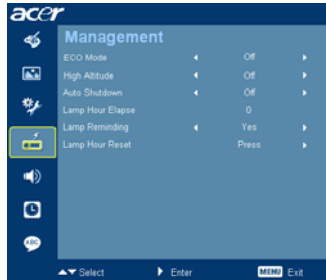 acer
Management
ECO Mode Off
High Altitude Off
Auto Shutdown Off
Lamp Hour Elapse 0
Lamp Reminding Yes
Lamp Hour Reset Press
ABC
Select Enter MENU Exit